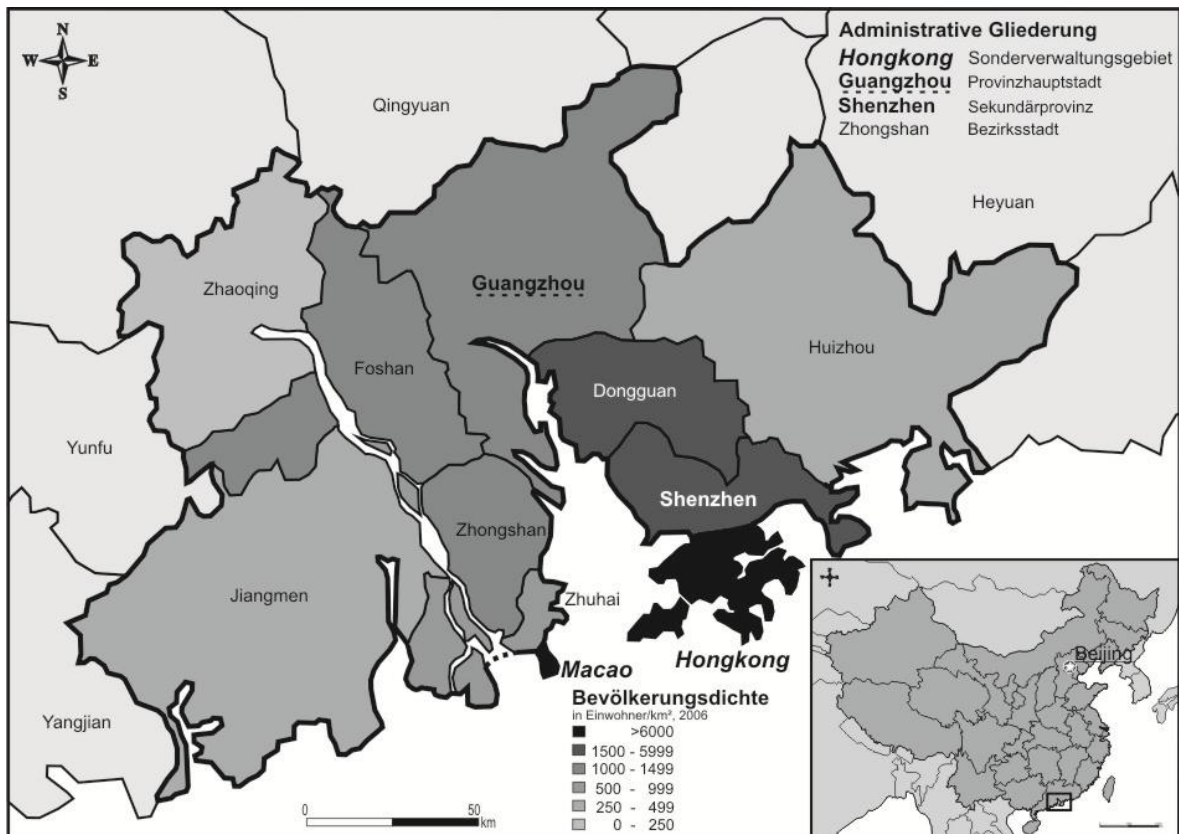 N
W E
S
Administrative Gliederung
Hongkong Sonderverwaltungsgebiet
Guangzhou Provinzhauptstadt
Shenzhen Sekundärprovinz
Zhongshan Bezirksstadt
Qingyuan
Heyuan
Zhaoqing
Guangzhou
Huizhou
Foshan
Dongguan
Yunfu
Shenzhen
Zhongshan
Jiangmen
Zhuhai
Macao
Hongkong
Yangjian
Beijing
Bevölkerungsdichte
in Einwohner/km², 2006
>6000
1500 - 5999
1000 - 1499
500 - 999
250 - 499
0 - 250
0 50
km